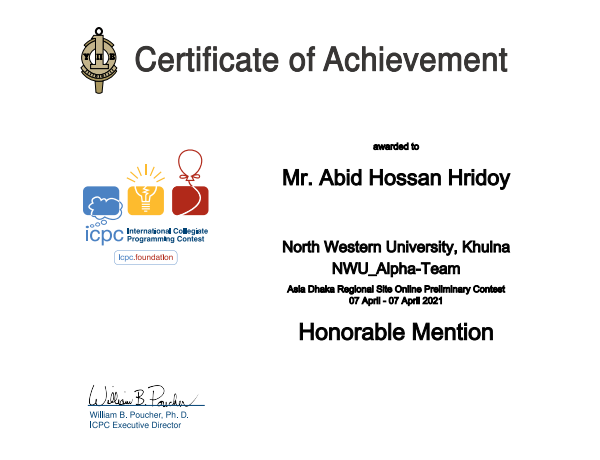 Certificate of Achievement
awarded to
Mr. Abid Hossan Hridoy
icpc International Collegiate
Programming Contest
icpc.foundation
North Western University, Khulna
NWU_Alpha-Team
Asia Dhaka Regional Site Online Preliminary Contest
07 April - 07 April 2021
Honorable Mention
William B. Poucher
William B. Poucher, Ph. D.
ICPC Executive Director